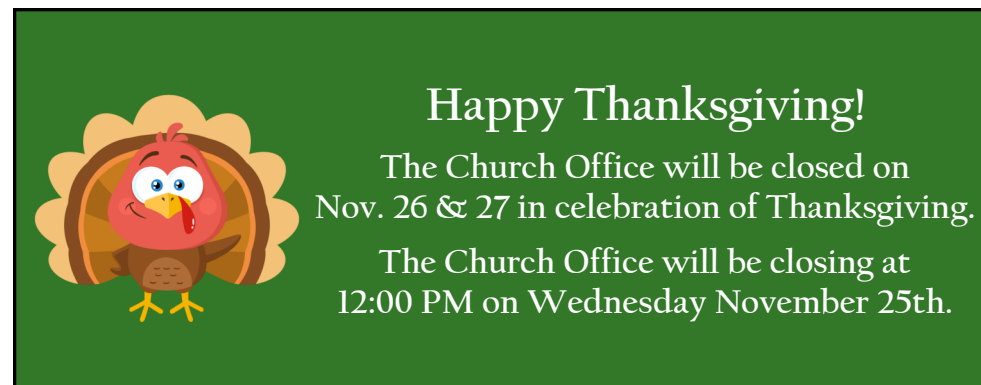 Happy Thanksgiving!
The Church Office will be closed on
Nov. 26 & 27 in celebration of Thanksgiving.
The Church Office will be closing at
12:00 PM on Wednesday November 25th.